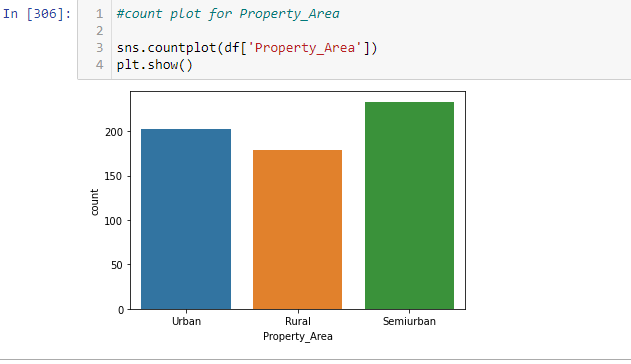 In [306]:
1 #count plot for Property_Area
2
3 sns.countplot(df['Property_Area'])
4 plt.show()
200
150
100
50
0
count
Urban Rural Semiurban
Property_Area